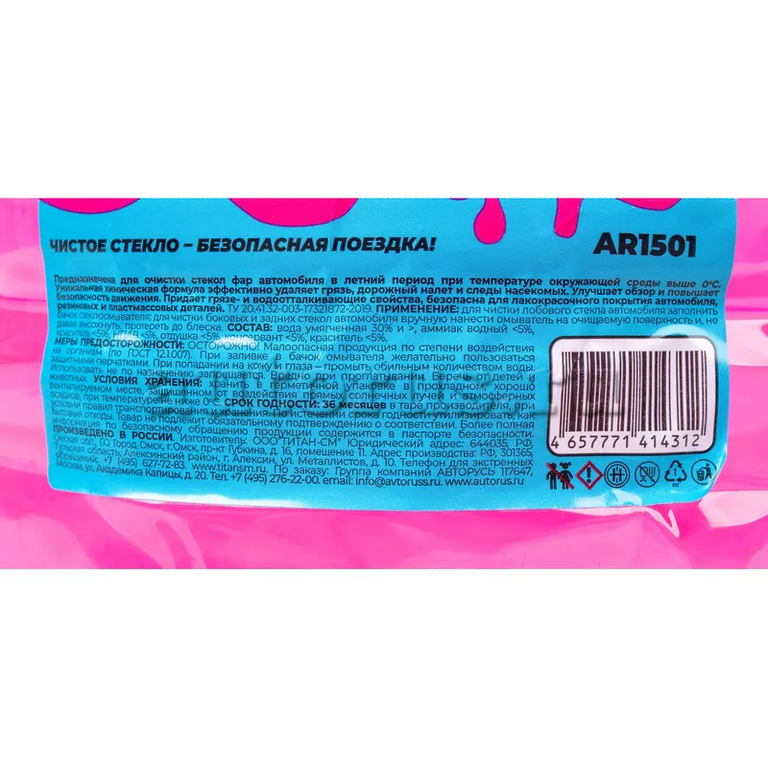 ЧИСТОЕ СТЕКЛО – БЕЗОПАСНАЯ ПОЕЗДКА!
AR1501
Предназначена для очистки стекол фар автомобиля в летний период при температуре окружающей среды выше 0°С.
Уникальная химическая формула эффективно удаляет грязь, дорожный налет и следы насекомых. Улучшает обзор и повышает
безопасность движения. Придает грязе- и водоотталкивающие свойства, безопасна для лакокрасочного покрытия автомобиля,
резиновых и пластмассовых деталей. ТУ 20.41.32-003-17321872-2019. ПРИМЕНЕНИЕ: для чистки лобового стекла автомобиля заполнить
бачок стеклоомывателя; для чистки боковых и задних стекол автомобиля вручную нанести омыватель на очищаемую поверхность и, не
давая высохнуть, протереть до блеска. СОСТАВ: вода умягченная 30% и >, аммиак водный <5%,
краситель <5%, НПАВ <5%, отдушка <5%, консервант <5%, краситель <5%.
МЕРЫ ПРЕДОСТОРОЖНОСТИ: ОСТОРОЖНО! Малоопасная продукция по степени воздействия
на организм (по ГОСТ 12.1.007). При заливке в бачок омывателя желательно пользоваться
защитными перчатками. При попадании на кожу и в глаза – промыть обильным количеством воды.
Использовать не по назначению запрещается. Вредно при проглатывании. Беречь от детей и
животных. УСЛОВИЯ ХРАНЕНИЯ: Хранить в герметичной упаковке в прохладном, хорошо
вентилируемом месте, защищенном от воздействия прямых солнечных лучей и атмосферных
осадков, при температуре не ниже 0°С. СРОК ГОДНОСТИ: 36 месяцев в таре производителя, при
условии правил транспортирования и хранения. По истечении срока годности утилизировать, как
бытовые отходы. Товар не подлежит обязательному подтверждению о соответствии. Более полная
информация по безопасному обращению продукции содержится в паспорте безопасности.
ПРОИЗВЕДЕНО В РОССИИ. Изготовитель: ООО"ТИТАН-СМ" Юридический адрес: 644035, РФ,
Омская обл, ГО Город Омск, г Омск, пр-кт Губкина, д. 16, помещение 11. Адрес производства: РФ, 301365,
Тульская область, Алексинский район, г. Алексин, ул. Металлистов, д. 10. Телефон для экстренных
случаев: +7 (495) 627-77-83, www.titansm.ru. По заказу: Группа компаний АВТОРУСЬ 117647,
Москва, ул. Академика Капицы, д. 20. Тел. +7 (495) 276-22-00. email: info@avtoruss.ru, www.autorus.ru
4 657771 414312